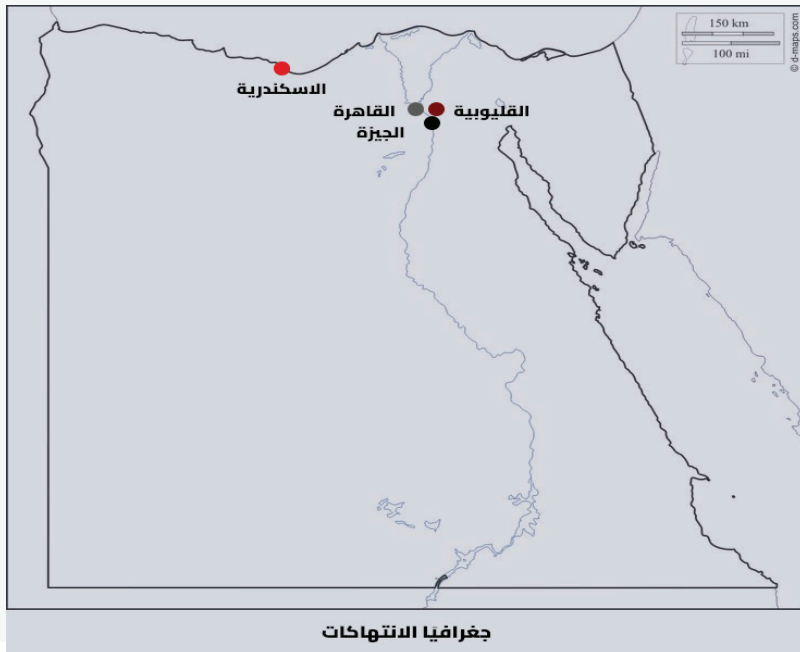 150 km
100 mi
© d-maps.com
الاسكندرية
القاهرة
القليوبية
الجيزة
جغرافيا الانتهاكات